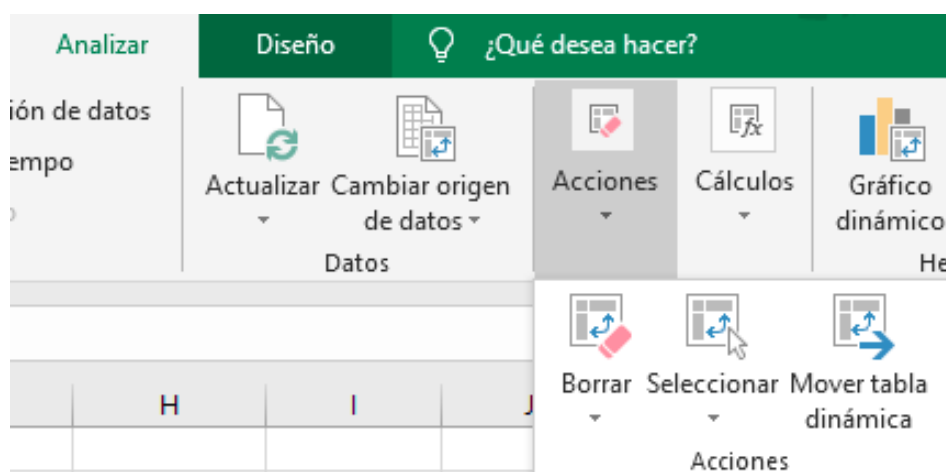 Analizar Diseño ¿Qué desea hacer?
ión de datos
empo
Actualizar Cambiar origen de datos Acciones Cálculos Gráfico dinámico
Datos He
Borrar Seleccionar Mover tabla dinámica
H I J
Acciones